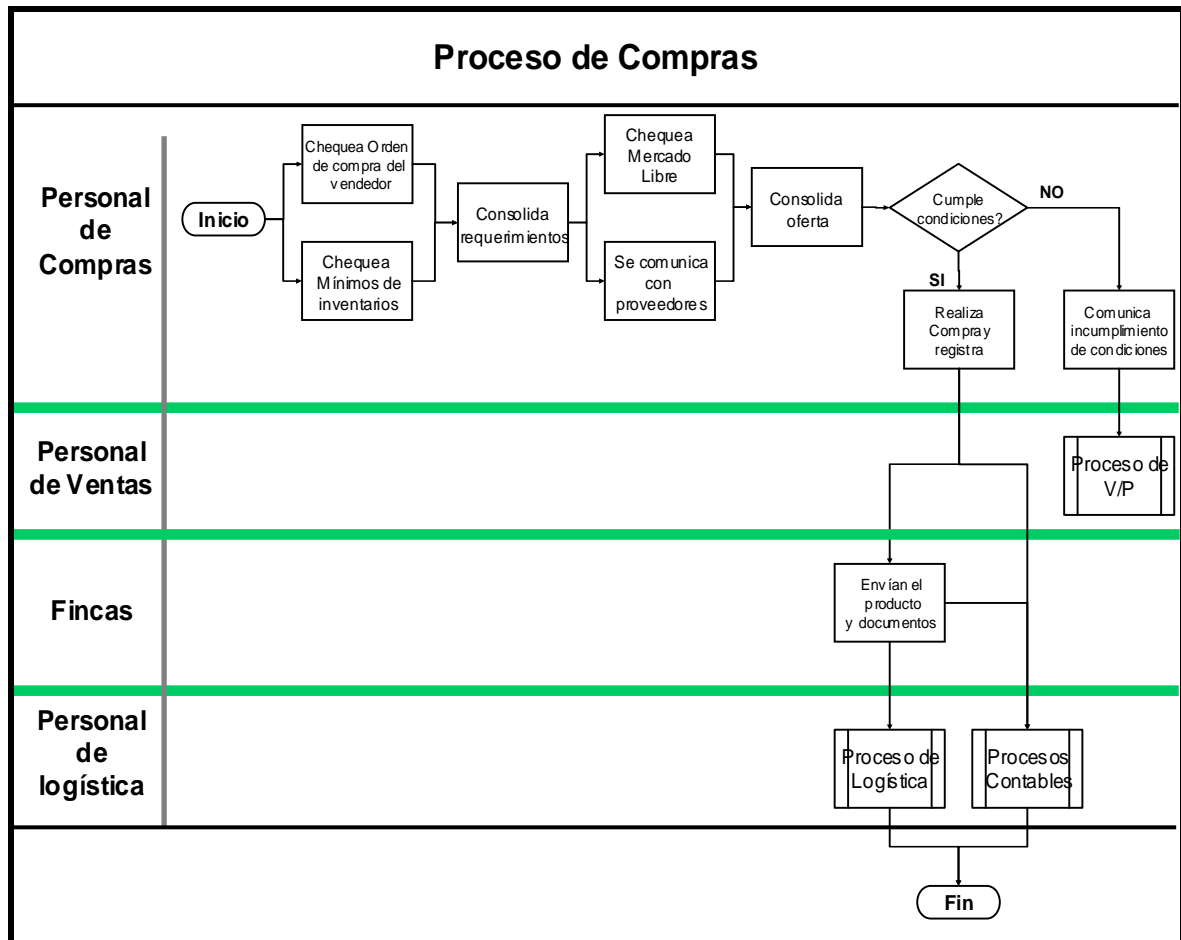 Proceso de Compras
Personal
de
Compras
Inicio
Chequea Orden
de compra del
vendedor
Chequea
Mínimos de
inventarios
Consolida
requerimientos
Chequea
Mercado
Libre
Se comunica
con
proveedores
Consolida
oferta
Cumple
condiciones?
NO
SI
Realiza
Compra y
registra
Comunica
incumplimiento
de condiciones
Personal
de Ventas
Proceso de
V/P
Fincas
Envían el
producto
y documentos
Personal
de
logística
Proceso de
Logística
Procesos
Contables
Fin